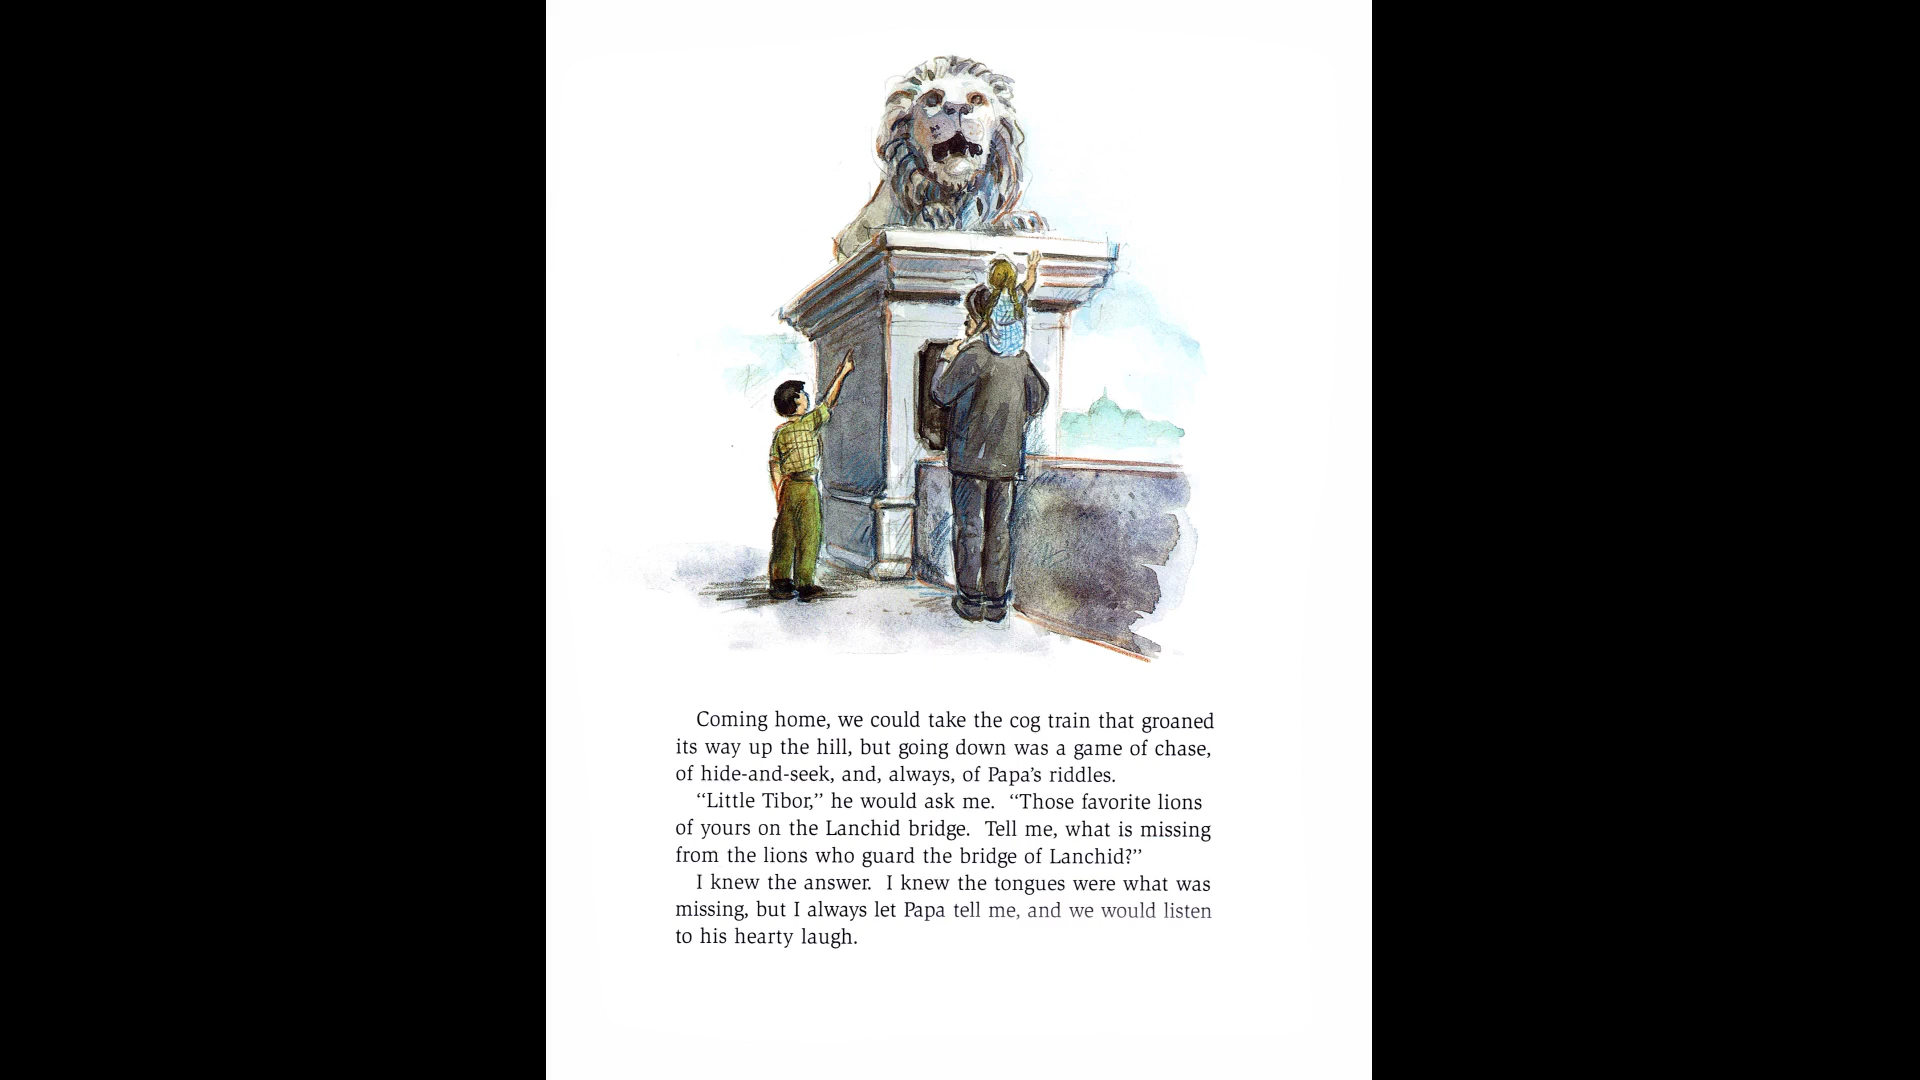 Coming home, we could take the cog train that groaned
its way up the hill, but going down was a game of chase,
of hide-and-seek, and, always, of Papa’s riddles.
“Little Tibor,” he would ask me. “Those favorite lions
of yours on the Lanchid bridge. Tell me, what is missing
from the lions who guard the bridge of Lanchid?”
I knew the answer. I knew the tongues were what was
missing, but I always let Papa tell me, and we would listen
to his hearty laugh.